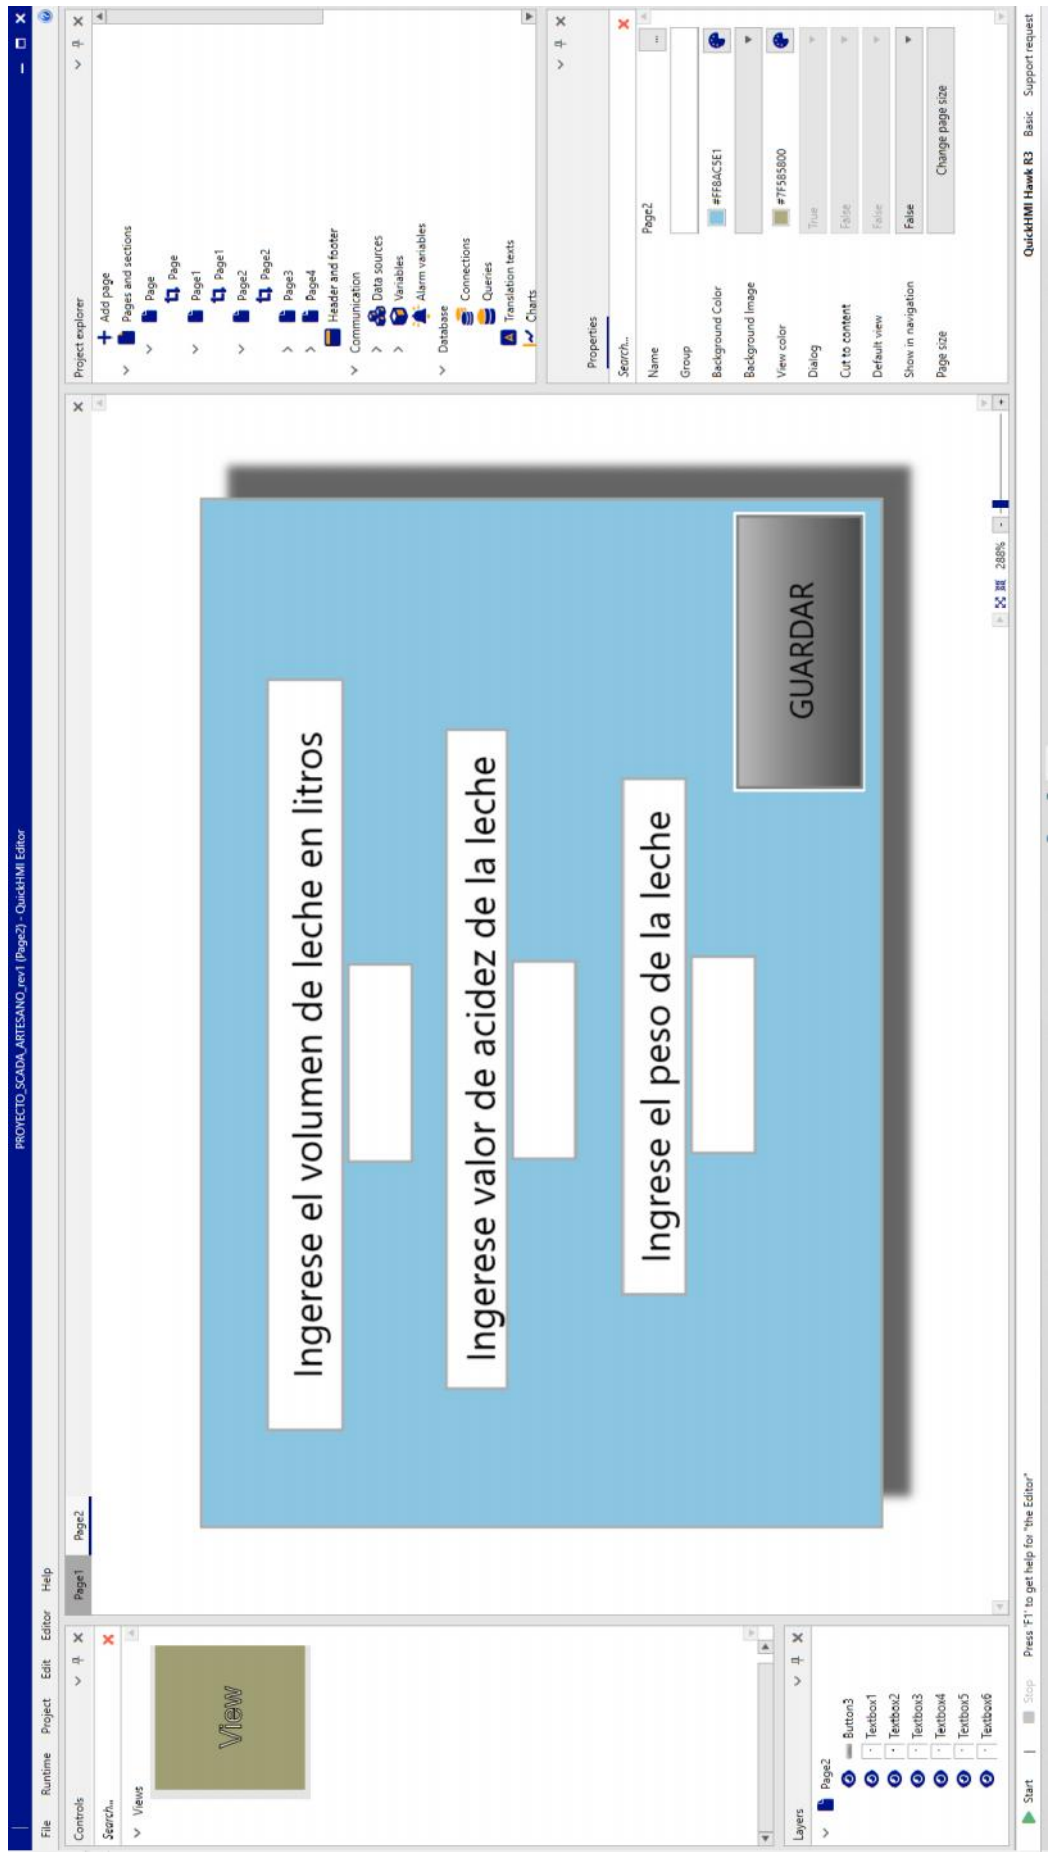 PROYECTO_SCADA_ARTESANO_rev1 (Page2) - QuickHMI Editor
File Runtime Project Edit Editor Help
Controls
Search...
Views
View
Layers
Page2
Button3
Textbox1
Textbox2
Textbox3
Textbox4
Textbox5
Textbox6
Page1 Page2
Ingerese el volumen de leche en litros
Ingerese valor de acidez de la leche
Ingrese el peso de la leche
GUARDAR
288%
Project explorer
Add page
Pages and sections
Page
Page
Page1
Page1
Page2
Page2
Page3
Page4
Header and footer
Communication
Data sources
Variables
Alarm variables
Database
Connections
Queries
Translation texts
Charts
Properties
Search...
Name Page2 ...
Group
Background Color #FF8AC5E1
Background Image
View color #7F585800
Dialog True
Cut to content False
Default view False
Show in navigation False
Page size Change page size
Start | Stop Press 'F1' to get help for "the Editor" QuickHMI Hawk R3 Basic Support request